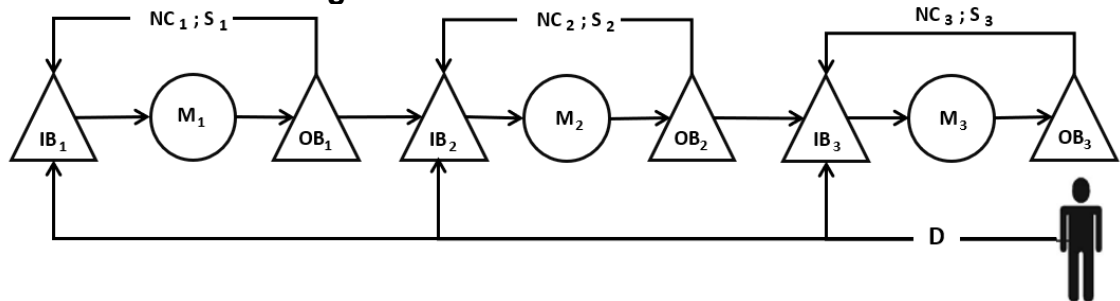 g
NC 1 ; S 1
NC 2 ; S 2
NC 3 ; S 3
IB 1
M 1
OB 1
IB 2
M 2
OB 2
IB 3
M 3
OB 3
D